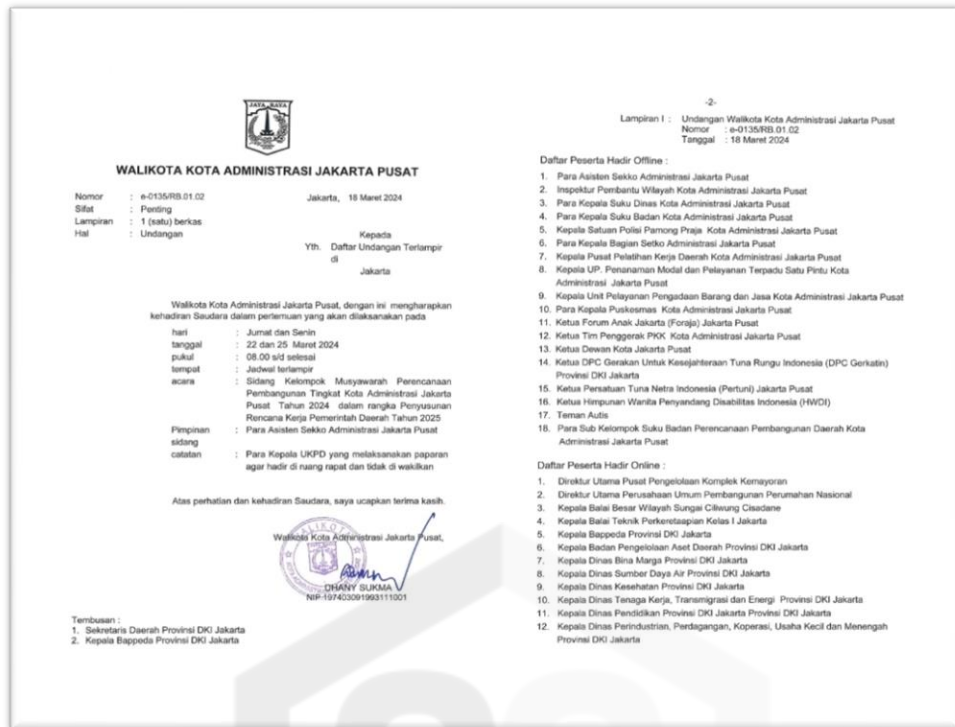 JAYA RAYA
WALIKOTA KOTA ADMINISTRASI JAKARTA PUSAT
Nomor : e-0135/RB.01.02
Jakarta, 18 Maret 2024
Sifat : Penting
Lampiran : 1 (satu) berkas
Hal : Undangan
Kepada
Yth. Daftar Undangan Terlampir
di
Jakarta
Walikota Kota Administrasi Jakarta Pusat, dengan ini mengharapkan
kehadiran Saudara dalam pertemuan yang akan dilaksanakan pada
hari : Jumat dan Senin
tanggal : 22 dan 25 Maret 2024
pukul : 08.00 s/d selesai
tempat : Jadwal terlampir
acara : Sidang Kelompok Musyawarah Perencanaan
Pembangunan Tingkat Kota Administrasi Jakarta
Pusat Tahun 2024 dalam rangka Penyusunan
Rencana Kerja Pemerintah Daerah Tahun 2025
Pimpinan : Para Asisten Sekko Administrasi Jakarta Pusat
sidang
catatan : Para Kepala UKPD yang melaksanakan paparan
agar hadir di ruang rapat dan tidak di wakilkan
Atas perhatian dan kehadiran Saudara, saya ucapkan terima kasih.
Walikota Kota Administrasi Jakarta Pusat,
WALIKOTA
DHANY SUKMA
NIP 197403091993111001
Tembusan :
1. Sekretaris Daerah Provinsi DKI Jakarta
2. Kepala Bappeda Provinsi DKI Jakarta
-2-
Lampiran I : Undangan Walikota Kota Administrasi Jakarta Pusat
Nomor : e-0135/RB.01.02
Tanggal : 18 Maret 2024
Daftar Peserta Hadir Offline :
1. Para Asisten Sekko Administrasi Jakarta Pusat
2. Inspektur Pembantu Wilayah Kota Administrasi Jakarta Pusat
3. Para Kepala Suku Dinas Kota Administrasi Jakarta Pusat
4. Para Kepala Suku Badan Kota Administrasi Jakarta Pusat
5. Kepala Satuan Polisi Pamong Praja Kota Administrasi Jakarta Pusat
6. Para Kepala Bagian Setko Administrasi Jakarta Pusat
7. Kepala Pusat Pelatihan Kerja Daerah Kota Administrasi Jakarta Pusat
8. Kepala UP. Penanaman Modal dan Pelayanan Terpadu Satu Pintu Kota
Administrasi Jakarta Pusat
9. Kepala Unit Pelayanan Pengadaan Barang dan Jasa Kota Administrasi Jakarta Pusat
10. Para Kepala Puskesmas Kota Administrasi Jakarta Pusat
11. Ketua Forum Anak Jakarta (Foraja) Jakarta Pusat
12. Ketua Tim Penggerak PKK Kota Administrasi Jakarta Pusat
13. Ketua Dewan Kota Jakarta Pusat
14. Ketua DPC Gerakan Untuk Kesejahteraan Tuna Rungu Indonesia (DPC Gerkatin)
Provinsi DKI Jakarta
15. Ketua Persatuan Tuna Netra Indonesia (Pertuni) Jakarta Pusat
16. Ketua Himpunan Wanita Penyandang Disabilitas Indonesia (HWDI)
17. Teman Autis
18. Para Sub Kelompok Suku Badan Perencanaan Pembangunan Daerah Kota
Administrasi Jakarta Pusat
Daftar Peserta Hadir Online :
1. Direktur Utama Pusat Pengelolaan Komplek Kemayoran
2. Direktur Utama Perusahaan Umum Pembangunan Perumahan Nasional
3. Kepala Balai Besar Wilayah Sungai Ciliwung Cisadane
4. Kepala Balai Teknik Perkeretaapian Kelas I Jakarta
5. Kepala Bappeda Provinsi DKI Jakarta
6. Kepala Badan Pengelolaan Aset Daerah Provinsi DKI Jakarta
7. Kepala Dinas Bina Marga Provinsi DKI Jakarta
8. Kepala Dinas Sumber Daya Air Provinsi DKI Jakarta
9. Kepala Dinas Kesehatan Provinsi DKI Jakarta
10. Kepala Dinas Tenaga Kerja, Transmigrasi dan Energi Provinsi DKI Jakarta
11. Kepala Dinas Pendidikan Provinsi DKI Jakarta Provinsi DKI Jakarta
12. Kepala Dinas Perindustrian, Perdagangan, Koperasi, Usaha Kecil dan Menengah
Provinsi DKI Jakarta